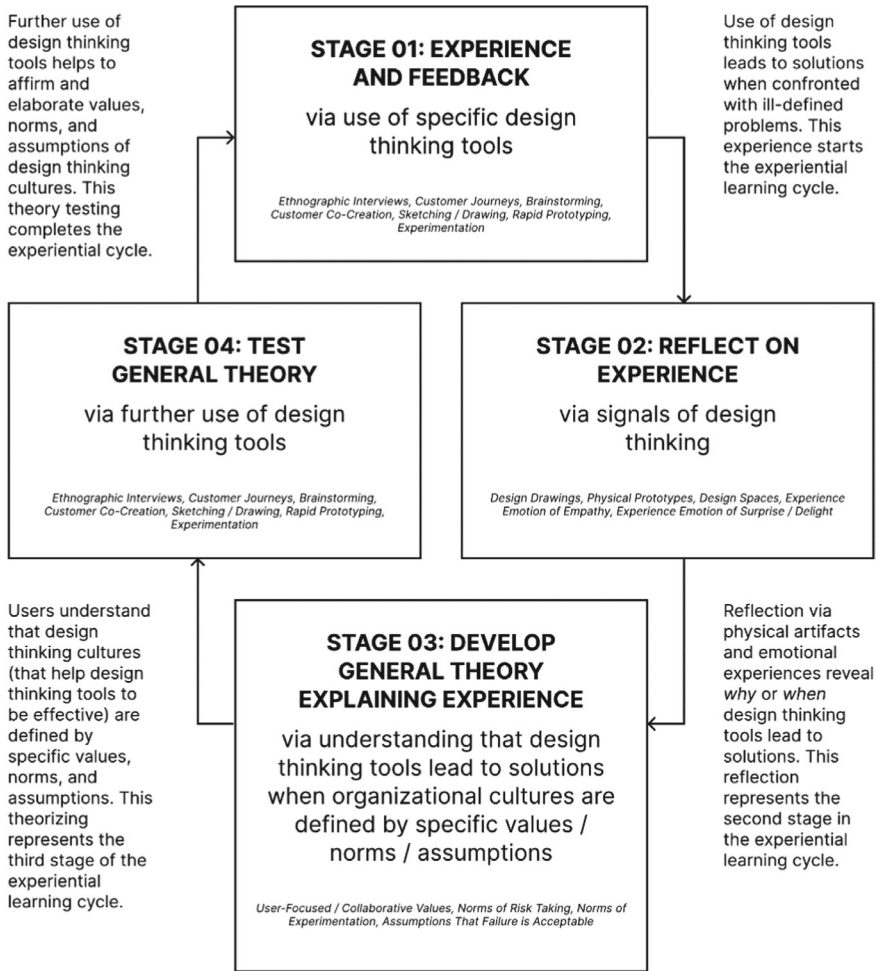 Further use of
design thinking
tools helps to
affirm and
elaborate values,
norms, and
assumptions of
design thinking
cultures. This
theory testing
completes the
experiential cycle.
STAGE 01: EXPERIENCE
AND FEEDBACK
via use of specific design
thinking tools
Ethnographic Interviews, Customer Journeys, Brainstorming,
Customer Co-Creation, Sketching / Drawing, Rapid Prototyping,
Experimentation
Use of design
thinking tools
leads to solutions
when confronted
with ill-defined
problems. This
experience starts
the experiential
learning cycle.
STAGE 04: TEST
GENERAL THEORY
via further use of design
thinking tools
Ethnographic Interviews, Customer Journeys, Brainstorming,
Customer Co-Creation, Sketching / Drawing, Rapid Prototyping,
Experimentation
STAGE 02: REFLECT ON
EXPERIENCE
via signals of design
thinking
Design Drawings, Physical Prototypes, Design Spaces, Experience
Emotion of Empathy, Experience Emotion of Surprise / Delight
Users understand
that design
thinking cultures
(that help design
thinking tools to
be effective) are
defined by
specific values,
norms, and
assumptions. This
theorizing
represents the
third stage of the
experiential
learning cycle.
STAGE 03: DEVELOP
GENERAL THEORY
EXPLAINING EXPERIENCE
via understanding that design
thinking tools lead to solutions
when organizational cultures are
defined by specific values /
norms / assumptions
User-Focused / Collaborative Values, Norms of Risk Taking, Norms of
Experimentation, Assumptions That Failure is Acceptable
Reflection via
physical artifacts
and emotional
experiences reveal
why or when
design thinking
tools lead to
solutions. This
reflection
represents the
second stage in
the experiential
learning cycle.